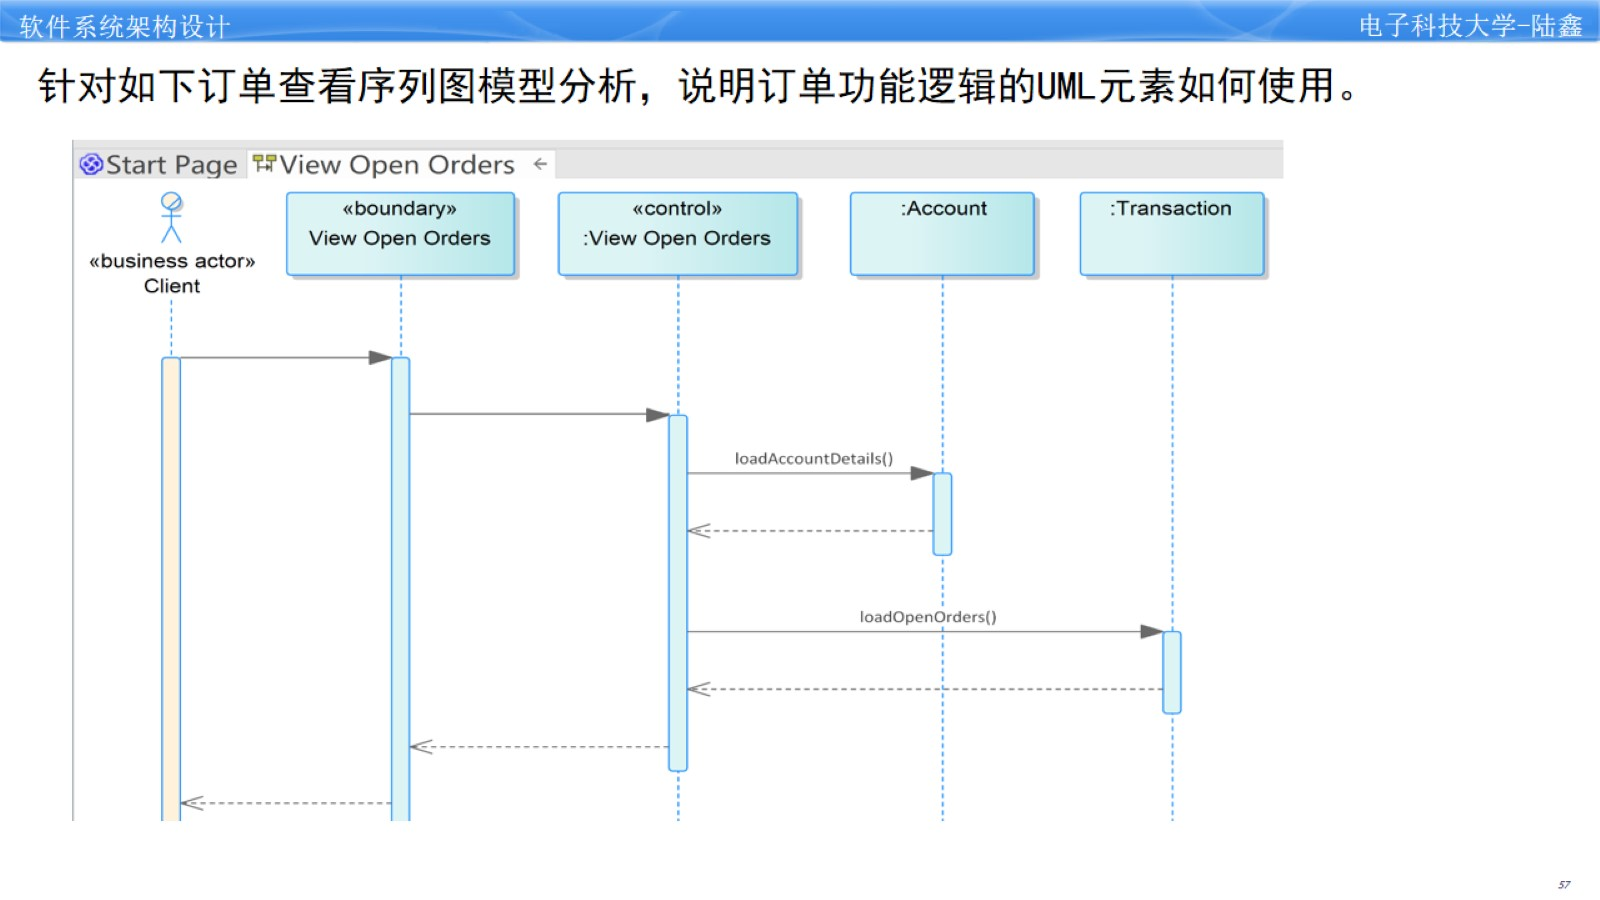 软件系统架构设计
电子科技大学-陆鑫
针对如下订单查看序列图模型分析，说明订单功能逻辑的UML元素如何使用。
Start Page
View Open Orders
«business actor»
Client
«boundary»
View Open Orders
«control»
:View Open Orders
:Account
:Transaction
loadAccountDetails()
loadOpenOrders()
57